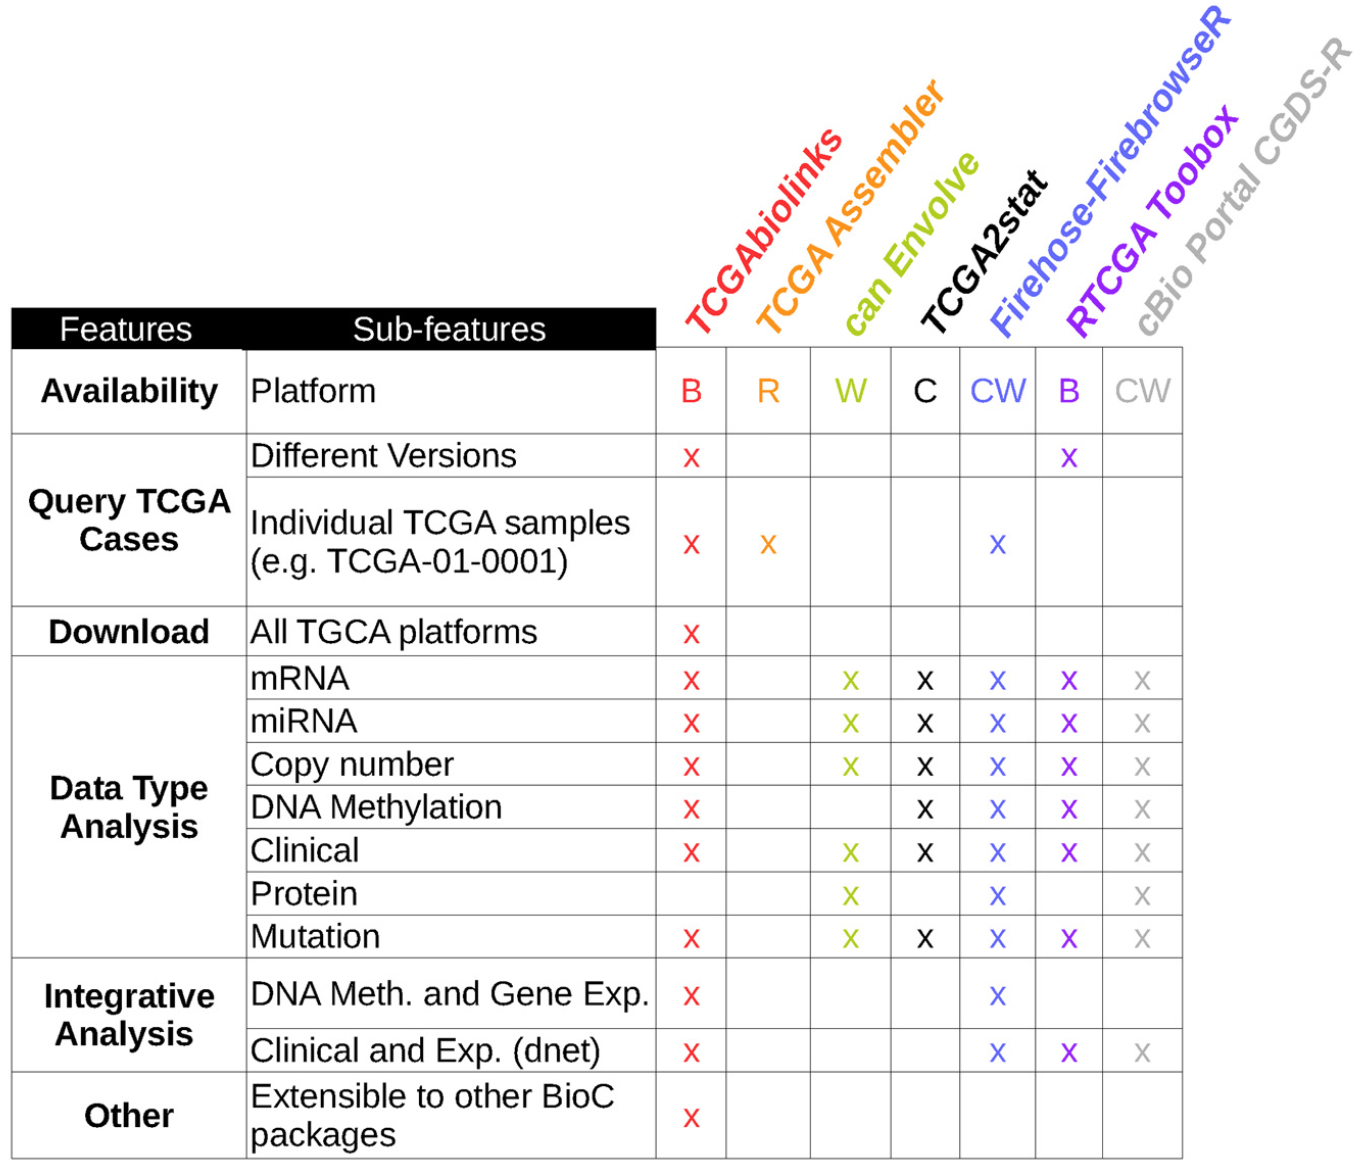 TCGAbiolinks
TCGA Assembler
can Envolve
TCGA2stat
Firehose-FirebrowseR
RTCGA Toobox
cBio Portal CGDS-R
Features Sub-features
Availability Platform B R W C CW B CW
Query TCGA
Cases
Different Versions x x
Individual TCGA samples
(e.g. TCGA-01-0001) x x x
Download All TGCA platforms x
Data Type
Analysis
mRNA x x x x x x
miRNA x x x x x x
Copy number x x x x x x
DNA Methylation x x x x x
Clinical x x x x x x
Protein x x x
Mutation x x x x x x
Integrative
Analysis
DNA Meth. and Gene Exp. x x
Clinical and Exp. (dnet) x x x x
Other
Extensible to other BioC
packages x